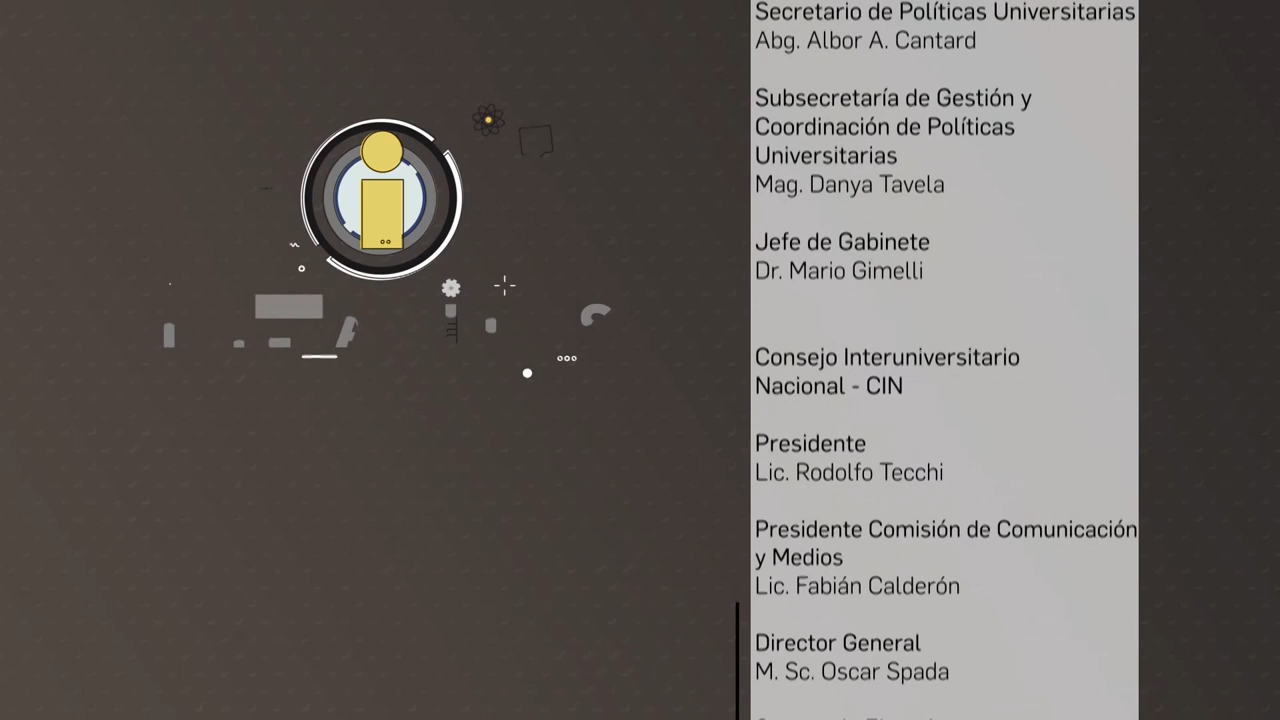 Secretario de Políticas Universitarias
Abg. Albor A. Cantard
Subsecretaría de Gestión y
Coordinación de Políticas
Universitarias
Mag. Danya Tavela
Jefe de Gabinete
Dr. Mario Gimelli
Consejo Interuniversitario
Nacional - CIN
Presidente
Lic. Rodolfo Tecchi
Presidente Comisión de Comunicación
y Medios
Lic. Fabián Calderón
Director General
M. Sc. Oscar Spada